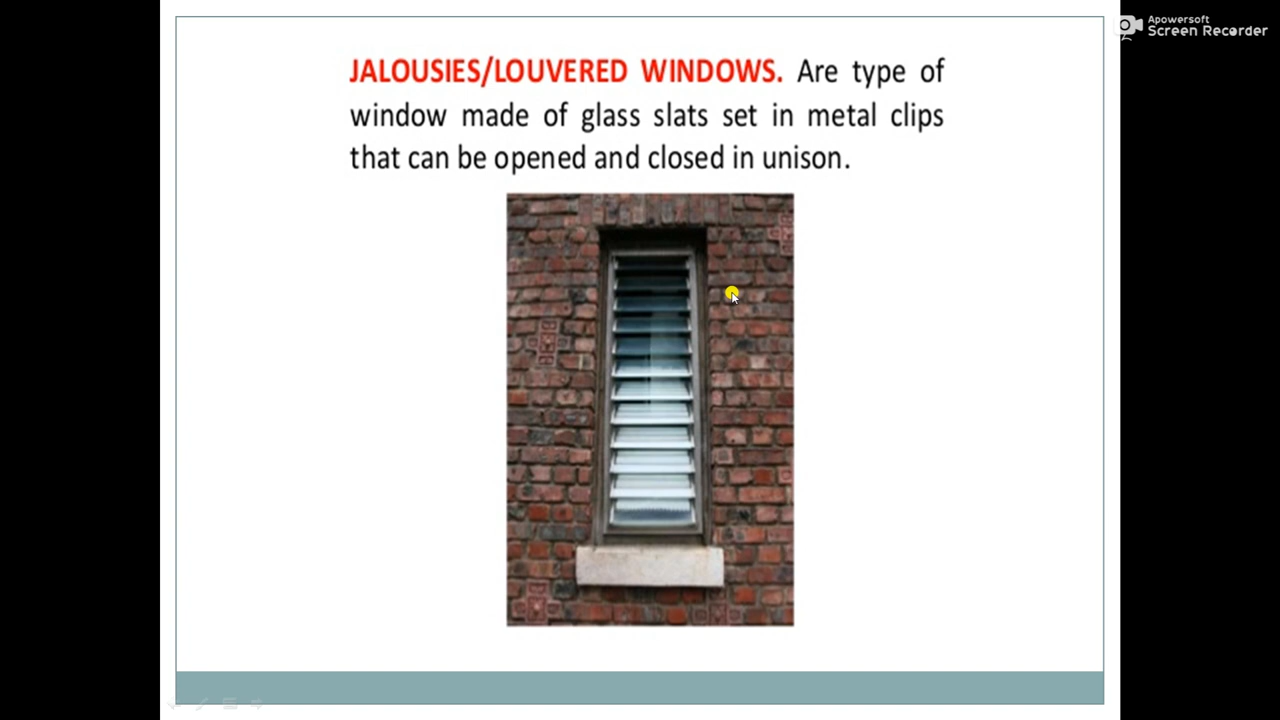 Apowersoft
Screen Recorder
JALOUSIES/LOUVERED WINDOWS. Are type of
window made of glass slats set in metal clips
that can be opened and closed in unison.